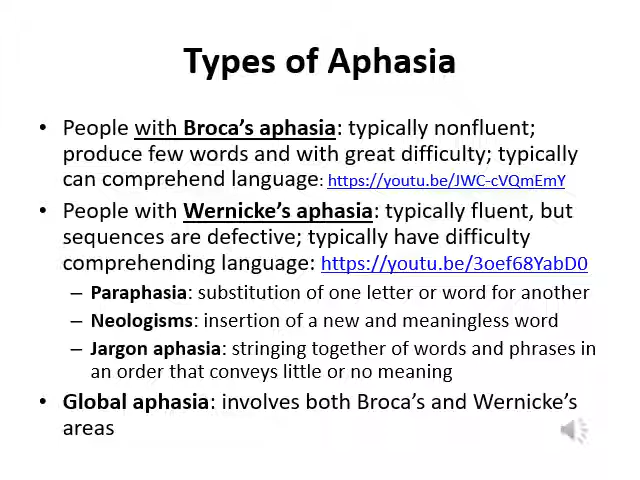 Types of Aphasia
• People with Broca's aphasia: typically nonfluent;
produce few words and with great difficulty; typically
can comprehend language: https://youtu.be/JWC-cVQmEmY
• People with Wernicke's aphasia: typically fluent, but
sequences are defective; typically have difficulty
comprehending language: https://youtu.be/3oef68YabD0
– Paraphasia: substitution of one letter or word for another
– Neologisms: insertion of a new and meaningless word
– Jargon aphasia: stringing together of words and phrases in
an order that conveys little or no meaning
• Global aphasia: involves both Broca's and Wernicke's
areas